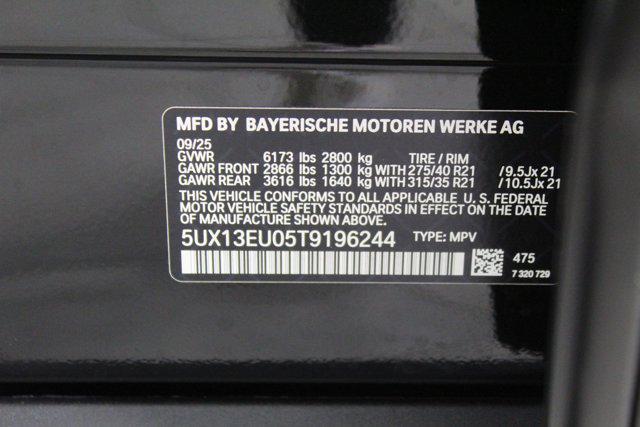 MFD BY BAYERISCHE MOTOREN WERKE AG
09/25
GVWR 6173 lbs 2800 kg TIRE / RIM
GAWR FRONT 2866 lbs 1300 kg WITH 275/40 R21 /9.5Jx 21
GAWR REAR 3616 lbs 1640 kg WITH 315/35 R21 /10.5Jx 21
THIS VEHICLE CONFORMS TO ALL APPLICABLE U. S. FEDERAL
MOTOR VEHICLE SAFETY STANDARDS IN EFFECT ON THE DATE OF
MANUFACTURE SHOWN ABOVE.
5UX13EU05T9196244 TYPE: MPV
475
7 320 729